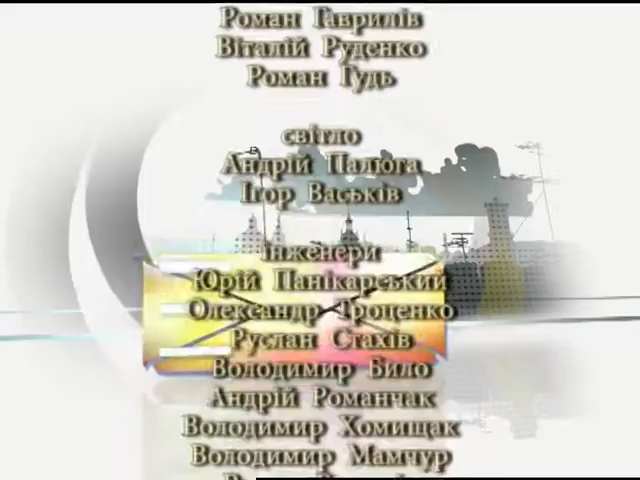 Роман Гаврилів
Віталій Руденко
Роман Гудь
світло
Андрій Палюга
Ігор Васьків
інженери
Юрій Панікарський
Олександр Троценко
Руслан Стахів
Володимир Било
Андрій Романчак
Володимир Хомищак
Володимир Мамчур